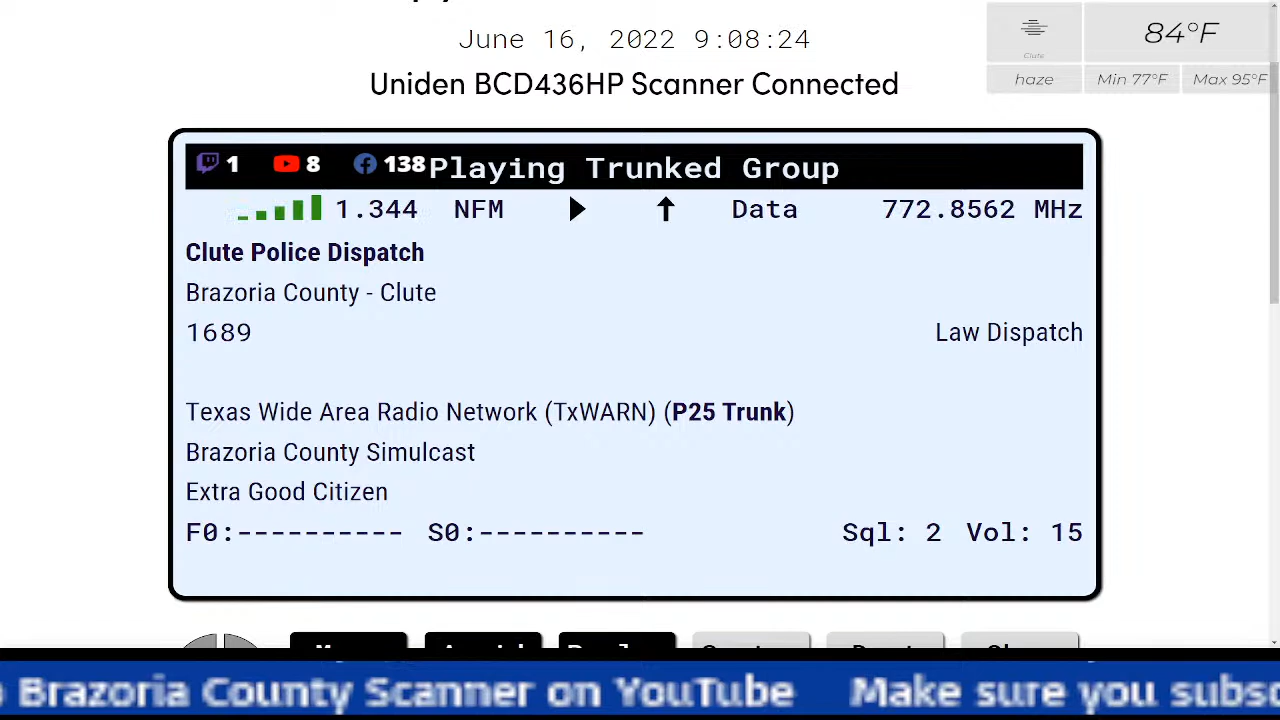 June 16, 2022 9:08:24
84°F
Clute
haze Min 77°F Max 95°F
Uniden BCD436HP Scanner Connected
1 8 138 Playing Trunked Group
1.344 NFM Data 772.8562 MHz
Clute Police Dispatch
Brazoria County - Clute
1689 Law Dispatch
Texas Wide Area Radio Network (TxWARN) (P25 Trunk)
Brazoria County Simulcast
Extra Good Citizen
F0:---------- S0:---------- Sql: 2 Vol: 15
Brazoria County Scanner on YouTube Make sure you subsc